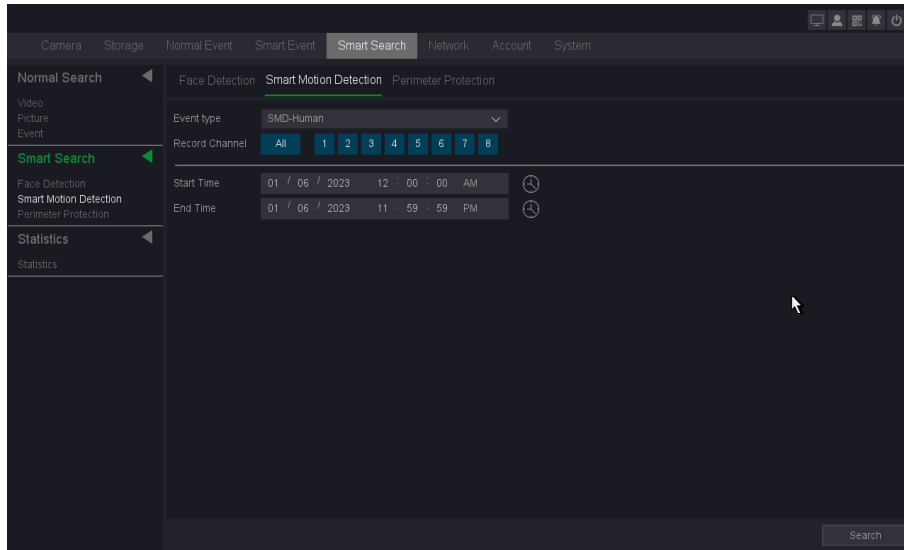 Camera Storage Normal Event Smart Event Smart Search Network Account System
Normal Search
Video
Picture
Event
Smart Search
Face Detection
Smart Motion Detection
Perimeter Protection
Statistics
Statistics
Face Detection Smart Motion Detection Perimeter Protection
Event type SMD-Human
Record Channel All 1 2 3 4 5 6 7 8
Start Time 01 / 06 / 2023 12 : 00 : 00 AM
End Time 01 / 06 / 2023 11 : 59 : 59 PM
Search